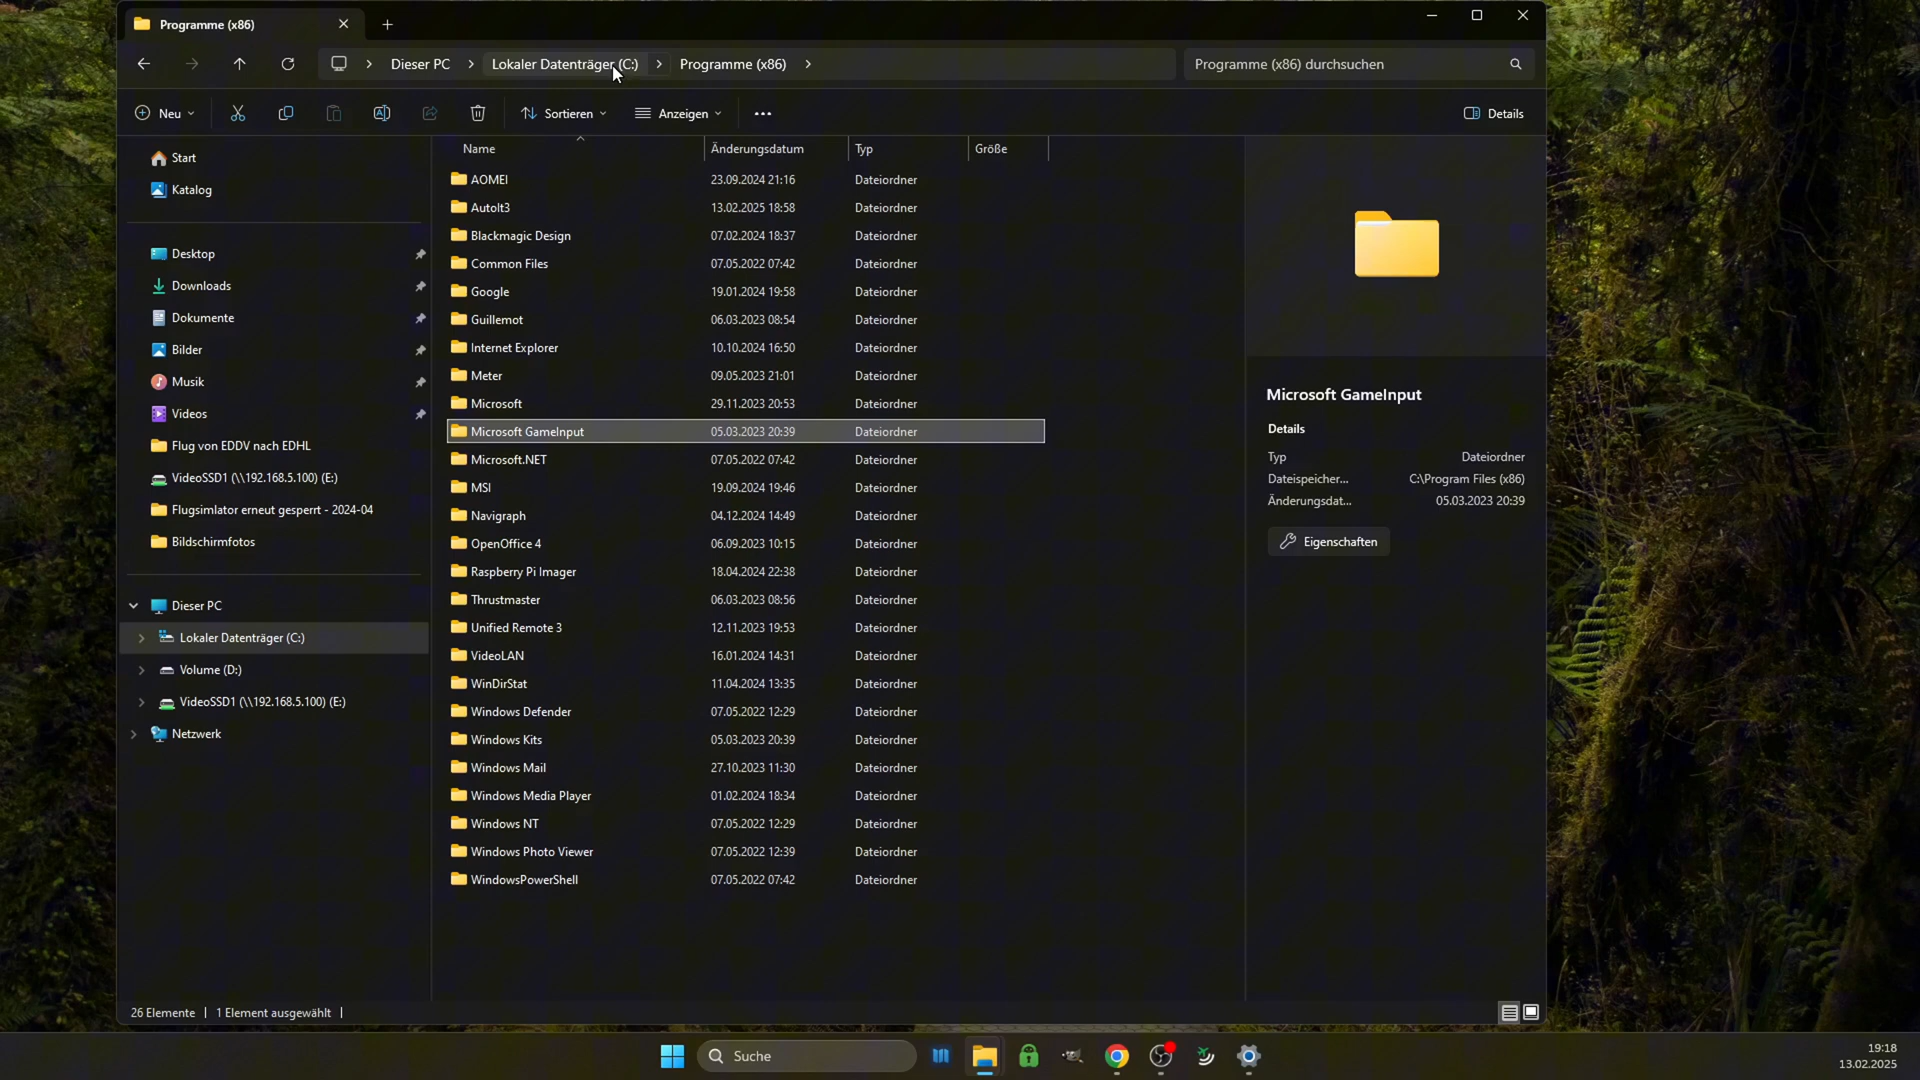 Programme (x86)
Dieser PC
Lokaler Datenträger (C:)
Programme (x86)
Programme (x86) durchsuchen
Neu
Sortieren
Anzeigen
Details
Start
Katalog
Desktop
Downloads
Dokumente
Bilder
Musik
Videos
Flug von EDDV nach EDHL
VideoSSD1 (\\192.168.5.100) (E:)
Flugsimlator erneut gesperrt - 2024-04
Bildschirmfotos
Dieser PC
Lokaler Datenträger (C:)
Volume (D:)
VideoSSD1 (\\192.168.5.100) (E:)
Netzwerk
Name Änderungsdatum Typ Größe
AOMEI 23.09.2024 21:16 Dateiordner
AutoIt3 13.02.2025 18:58 Dateiordner
Blackmagic Design 07.02.2024 18:37 Dateiordner
Common Files 07.05.2022 07:42 Dateiordner
Google 19.01.2024 19:58 Dateiordner
Guillemot 06.03.2023 08:54 Dateiordner
Internet Explorer 10.10.2024 16:50 Dateiordner
Meter 09.05.2023 21:01 Dateiordner
Microsoft 29.11.2023 20:53 Dateiordner
Microsoft GameInput 05.03.2023 20:39 Dateiordner
Microsoft.NET 07.05.2022 07:42 Dateiordner
MSI 19.09.2024 19:46 Dateiordner
Navigraph 04.12.2024 14:49 Dateiordner
OpenOffice 4 06.09.2023 10:15 Dateiordner
Raspberry Pi Imager 18.04.2024 22:38 Dateiordner
Thrustmaster 06.03.2023 08:56 Dateiordner
Unified Remote 3 12.11.2023 19:53 Dateiordner
VideoLAN 16.01.2024 14:31 Dateiordner
WinDirStat 11.04.2024 13:35 Dateiordner
Windows Defender 07.05.2022 12:29 Dateiordner
Windows Kits 05.03.2023 20:39 Dateiordner
Windows Mail 27.10.2023 11:30 Dateiordner
Windows Media Player 01.02.2024 18:34 Dateiordner
Windows NT 07.05.2022 12:29 Dateiordner
Windows Photo Viewer 07.05.2022 12:39 Dateiordner
WindowsPowerShell 07.05.2022 07:42 Dateiordner
Microsoft GameInput
Details
Typ Dateiordner
Dateispeicher... C:\Program Files (x86)
Änderungsdat... 05.03.2023 20:39
Eigenschaften
26 Elemente 1 Element ausgewählt
Suche
19:18
13.02.2025